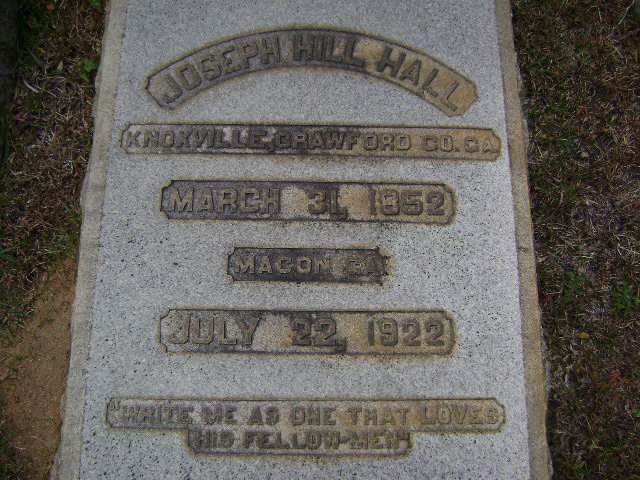 JOSEPH HILL HALL
KNOXVILLE CRAWFORD CO. GA
MARCH 31, 1852
MACON GA
JULY 22, 1922
"WRITE ME AS ONE THAT LOVES
HIS FELLOW-MEN"